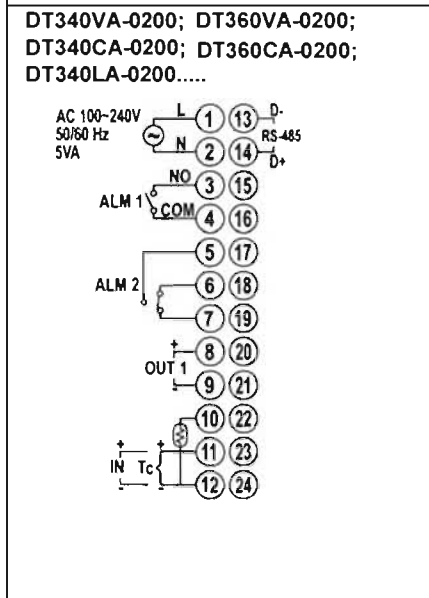 DT340VA-0200; DT360VA-0200;
DT340CA-0200; DT360CA-0200;
DT340LA-0200.....
AC 100~240V
50/60 Hz
5VA
L 1 13 D-
RS-485
N 2 14 D+
NO 3 15
ALM 1
COM 4 16
5 17
ALM 2 6 18
7 19
+ 8 20
OUT 1
- 9 21
10 22
+ + 11 23
IN Tc
- - 12 24